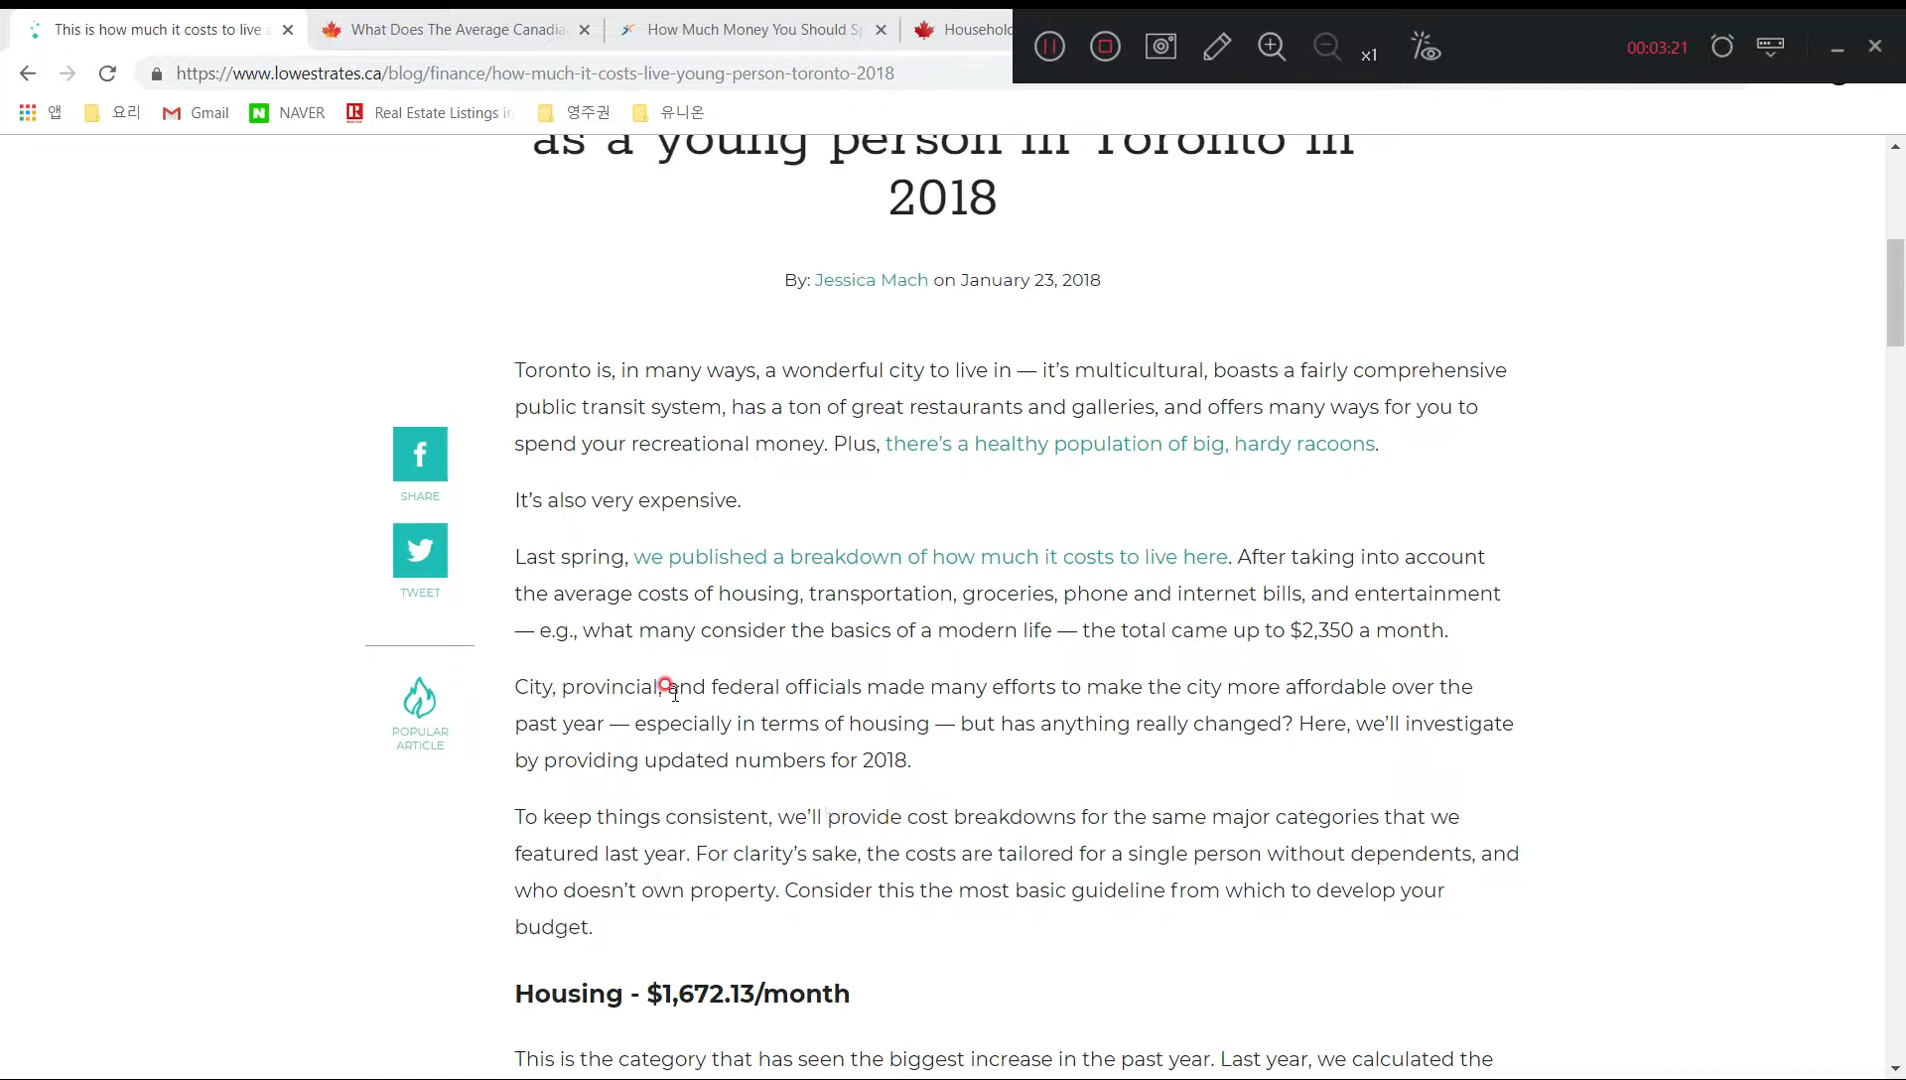 This is how much it costs to live a
What Does The Average Canadia
How Much Money You Should Sp
Househol
x1
00:03:21
https://www.lowestrates.ca/blog/finance/how-much-it-costs-live-young-person-toronto-2018
앱
요리
Gmail
NAVER
Real Estate Listings in
영주권
유니온
as a young person in Toronto in
2018
By: Jessica Mach on January 23, 2018
Toronto is, in many ways, a wonderful city to live in — it’s multicultural, boasts a fairly comprehensive
public transit system, has a ton of great restaurants and galleries, and offers many ways for you to
spend your recreational money. Plus, there’s a healthy population of big, hardy racoons.
SHARE
It’s also very expensive.
Last spring, we published a breakdown of how much it costs to live here. After taking into account
the average costs of housing, transportation, groceries, phone and internet bills, and entertainment
— e.g., what many consider the basics of a modern life — the total came up to $2,350 a month.
TWEET
City, provincial, and federal officials made many efforts to make the city more affordable over the
past year — especially in terms of housing — but has anything really changed? Here, we’ll investigate
by providing updated numbers for 2018.
POPULAR
ARTICLE
To keep things consistent, we’ll provide cost breakdowns for the same major categories that we
featured last year. For clarity’s sake, the costs are tailored for a single person without dependents, and
who doesn’t own property. Consider this the most basic guideline from which to develop your
budget.
Housing - $1,672.13/month
This is the category that has seen the biggest increase in the past year. Last year, we calculated the